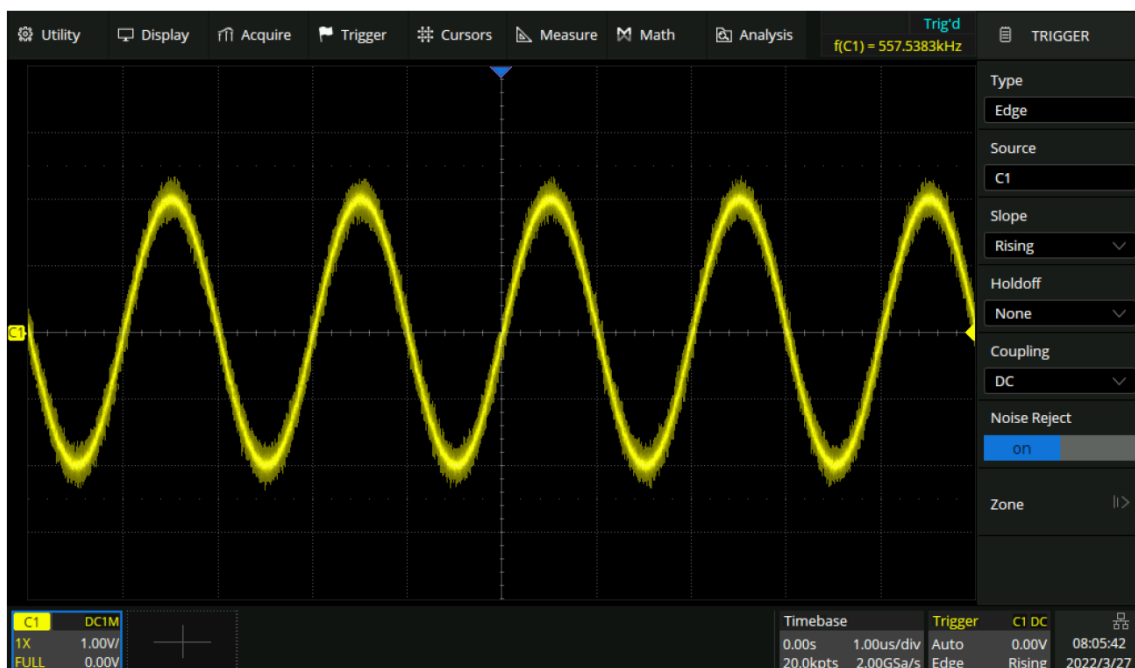 Utility Display Acquire Trigger Cursors Measure Math Analysis
Trig'd
f(C1) = 557.5383kHz
TRIGGER
Type
Edge
Source
C1
Slope
Rising
Holdoff
None
Coupling
DC
Noise Reject
on
Zone
C1
C1 DC1M
1X 1.00V/
FULL 0.00V
Timebase
0.00s 1.00us/div
20.0kpts 2.00GSa/s
Trigger C1 DC
Auto 0.00V
Edge Rising
08:05:42
2022/3/27